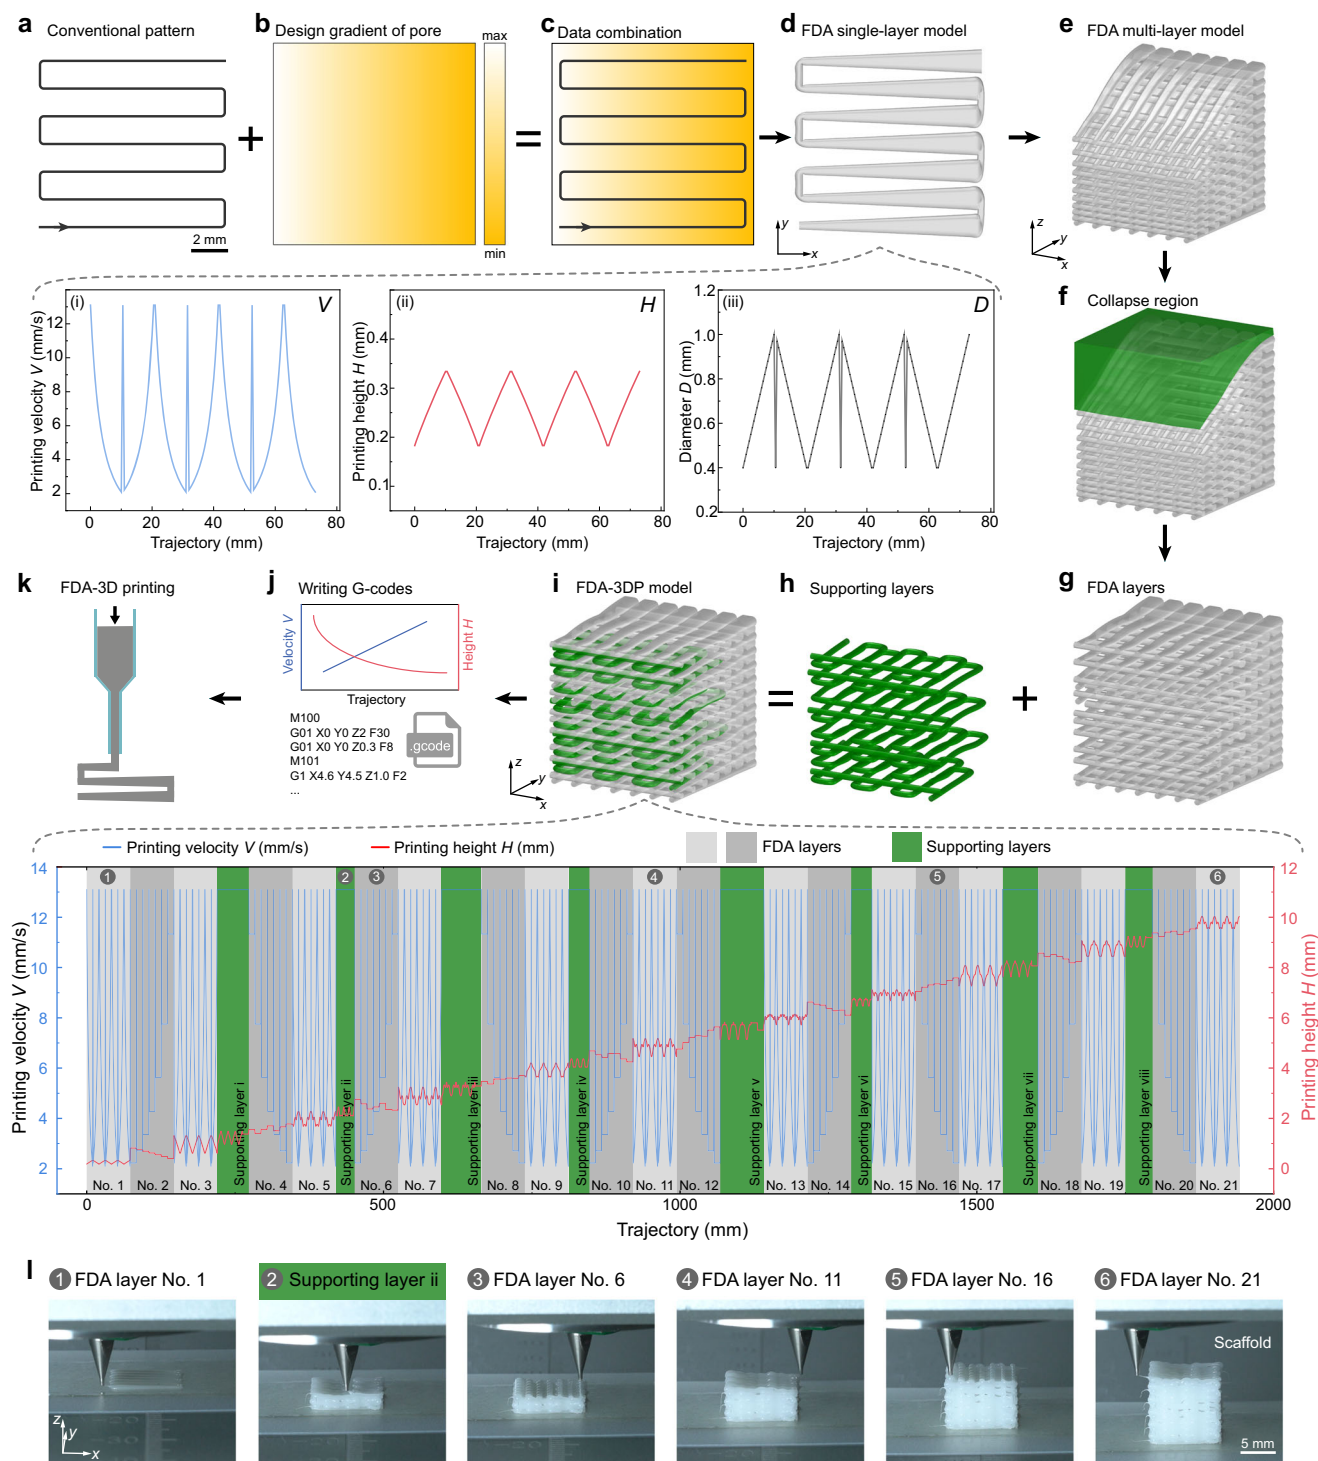 a Conventional pattern
2 mm
+
b Design gradient of pore
max
min
=
c Data combination
d FDA single-layer model
y
x
e FDA multi-layer model
z
y
x
f Collapse region
(i) V
Printing velocity V (mm/s)
12
10
8
6
4
2
0 20 40 60 80
Trajectory (mm)
(ii) H
Printing height H (mm)
0.4
0.3
0.2
0.1
0 20 40 60 80
Trajectory (mm)
(iii) D
Diameter D (mm)
1.2
1.0
0.8
0.6
0.4
0.2
0 20 40 60 80
Trajectory (mm)
k FDA-3D printing
j Writing G-codes
Velocity V
Height H
Trajectory
M100
G01 X0 Y0 Z2 F30
G01 X0 Y0 Z0.3 F8
M101
G1 X4.6 Y4.5 Z1.0 F2
...
.gcode
i FDA-3DP model
z
y
x
=
h Supporting layers
+
g FDA layers
Printing velocity V (mm/s)
Printing height H (mm)
FDA layers
Supporting layers
Printing velocity V (mm/s)
14
12
10
8
6
4
2
1 2 3 4 5 6
Supporting layer i
Supporting layer ii
Supporting layer iii
Supporting layer iv
Supporting layer v
Supporting layer vi
Supporting layer vii
Supporting layer viii
No. 1 No. 2 No. 3 No. 4 No. 5 No. 6 No. 7 No. 8 No. 9 No. 10 No. 11 No. 12 No. 13 No. 14 No. 15 No. 16 No. 17 No. 18 No. 19 No. 20 No. 21
12
10
8
6
4
2
0
Printing height H (mm)
0 500 1000 1500 2000
Trajectory (mm)
l
1 FDA layer No. 1
2 Supporting layer ii
3 FDA layer No. 6
4 FDA layer No. 11
5 FDA layer No. 16
6 FDA layer No. 21
z
y
x
Scaffold
5 mm